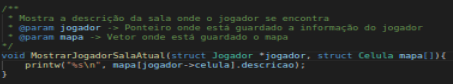 /**
* Mostra a descrição da sala onde o jogador se encontra
* @param jogador -> Ponteiro onde está guardado a informação do jogador
* @param mapa -> Vetor onde está guardado o mapa
*/
void MostrarJogadorSalaAtual(struct Jogador *jogador, struct Celula mapa[]){
printw("%s\n", mapa[jogador->celula].descricao);
}